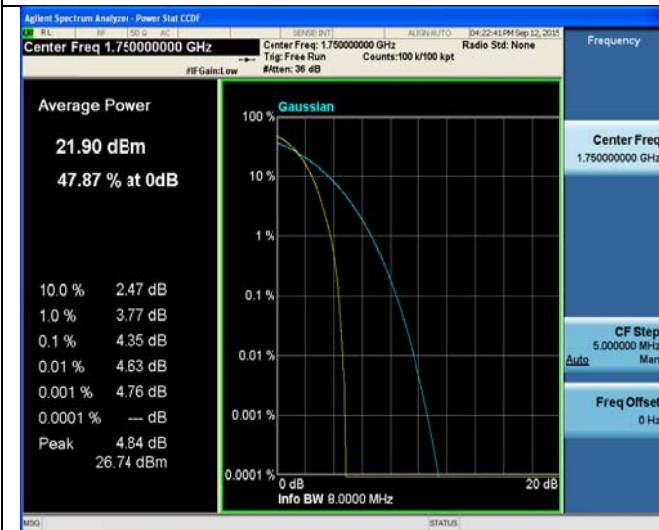 Agilent Spectrum Analyzer - Power Stat CCDF
RL RF 50 Ω AC SENSE:INT ALIGN AUTO 04:22:41 PM Sep 12, 2015
Center Freq 1.750000000 GHz
Center Freq: 1.750000000 GHz
Radio Std: None
Trig: Free Run Counts:100 k/100 kpt
#IFGain:Low
#Atten: 36 dB
Frequency
Average Power
21.90 dBm
47.87 % at 0dB
10.0 % 2.47 dB
1.0 % 3.77 dB
0.1 % 4.35 dB
0.01 % 4.63 dB
0.001 % 4.76 dB
0.0001 % --- dB
Peak 4.84 dB
26.74 dBm
Gaussian
100 %
10 %
1 %
0.1 %
0.01 %
0.001 %
0.0001 %
0 dB
20 dB
Info BW 8.0000 MHz
Center Freq
1.750000000 GHz
CF Step
5.000000 MHz
Auto Man
Freq Offset
0 Hz
MSG
STATUS